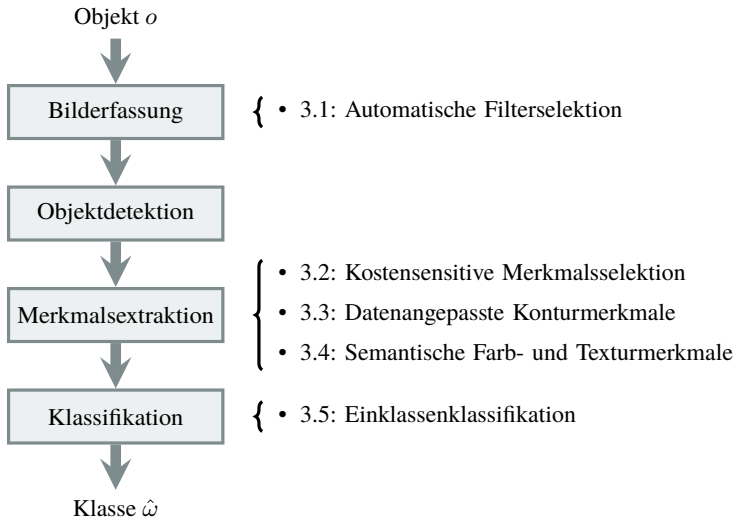 Objekt o
Bilderfassung
• 3.1: Automatische Filterselektion
Objektdetektion
Merkmalsextraktion
• 3.2: Kostensensitive Merkmalsselektion
• 3.3: Datenangepasste Konturmerkmale
• 3.4: Semantische Farb- und Texturmerkmale
Klassifikation
• 3.5: Einklassenklassifikation
Klasse ω̂